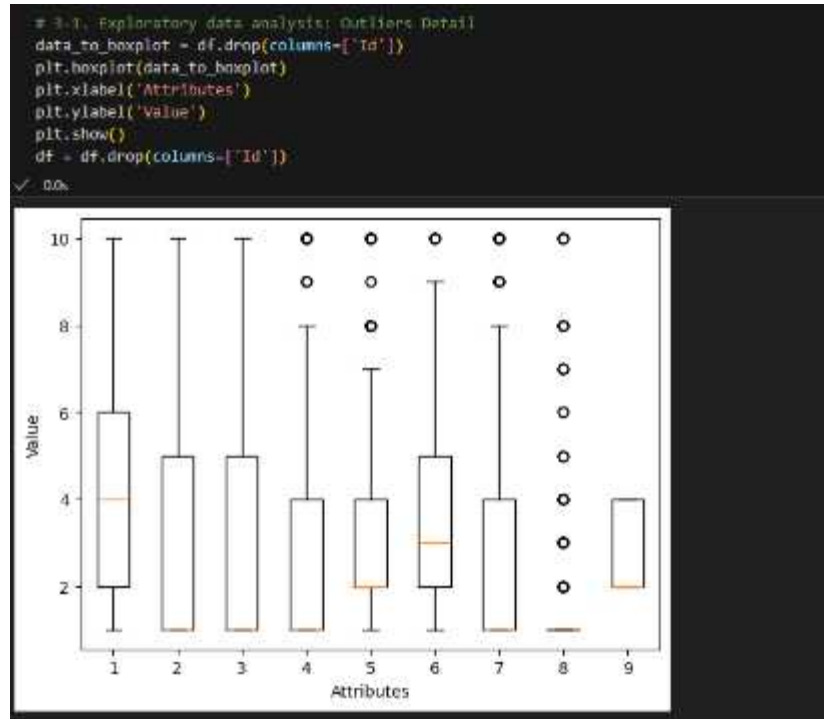 # 3-1. Exploratory data analysis: Outliers Detail
data_to_boxplot = df.drop(columns=['Id'])
plt.boxplot(data_to_boxplot)
plt.xlabel('Attributes')
plt.ylabel('Value')
plt.show()
df = df.drop(columns=['Id'])
✓ 0.0s
10
8
6
4
2
Value
1 2 3 4 5 6 7 8 9
Attributes